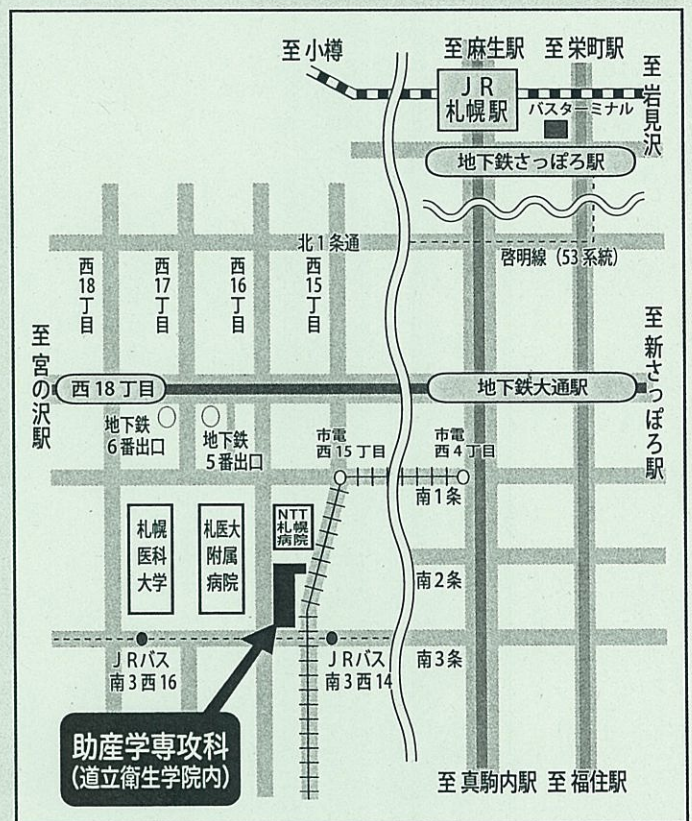 至 小樽
至 麻生駅
至 栄町駅
至 岩見沢
JR
札幌駅
バスターミナル
地下鉄さっぽろ駅
北1条通
啓明線（53系統）
西18丁目
西17丁目
西16丁目
西15丁目
至 宮の沢駅
西18丁目
地下鉄大通駅
至 新さっぽろ駅
地下鉄
6番出口
地下鉄
5番出口
市電
西15丁目
市電
西4丁目
南1条
札幌
医科
大学
札医大
附属
病院
NTT
札幌
病院
南2条
JRバス
南3西16
JRバス
南3西14
南3条
助産学専攻科
（道立衛生学院内）
至 真駒内駅
至 福住駅